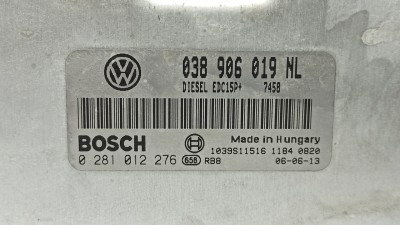 038 906 019 NL
DIESEL EDC15P+ 7458
BOSCH
Made in Hungary
1039S11516 1184 0820
0 281 012 276 658 RB8 06-06-13